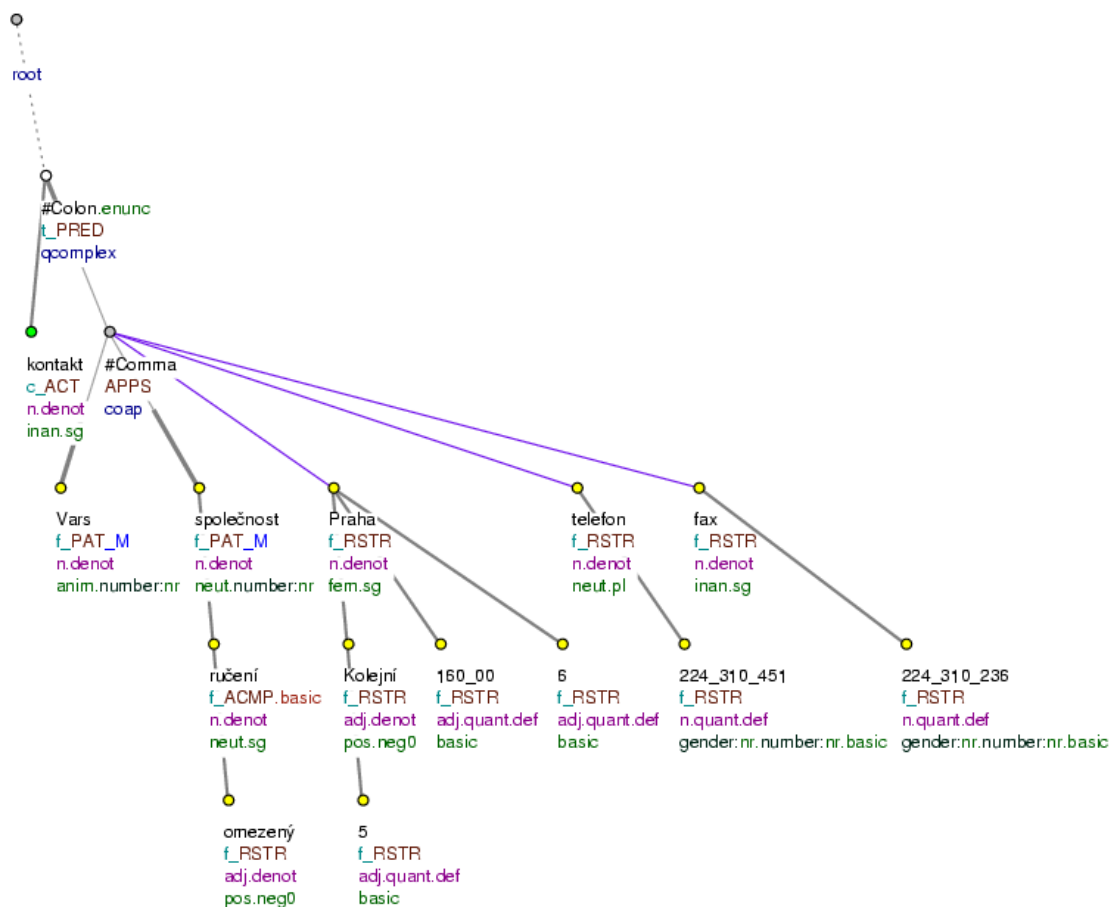 root
#Colon.enunc
t_PRED
qcomplex
kontakt
c_ACT
n.denot
inan.sg
#Comma
APPS
coap
Vars
f_PAT_M
n.denot
anim.number:nr
společnost
f_PAT_M
n.denot
neut.number:nr
Praha
f_RSTR
n.denot
fem.sg
telefon
f_RSTR
n.denot
neut.pl
fax
f_RSTR
n.denot
inan.sg
ručení
f_ACMP.basic
n.denot
neut.sg
Kolejní
f_RSTR
adj.denot
pos.neg0
160_00
f_RSTR
adj.quant.def
basic
6
f_RSTR
adj.quant.def
basic
224_310_451
f_RSTR
n.quant.def
gender:nr.number:nr.basic
224_310_236
f_RSTR
n.quant.def
gender:nr.number:nr.basic
omezený
f_RSTR
adj.denot
pos.neg0
5
f_RSTR
adj.quant.def
basic